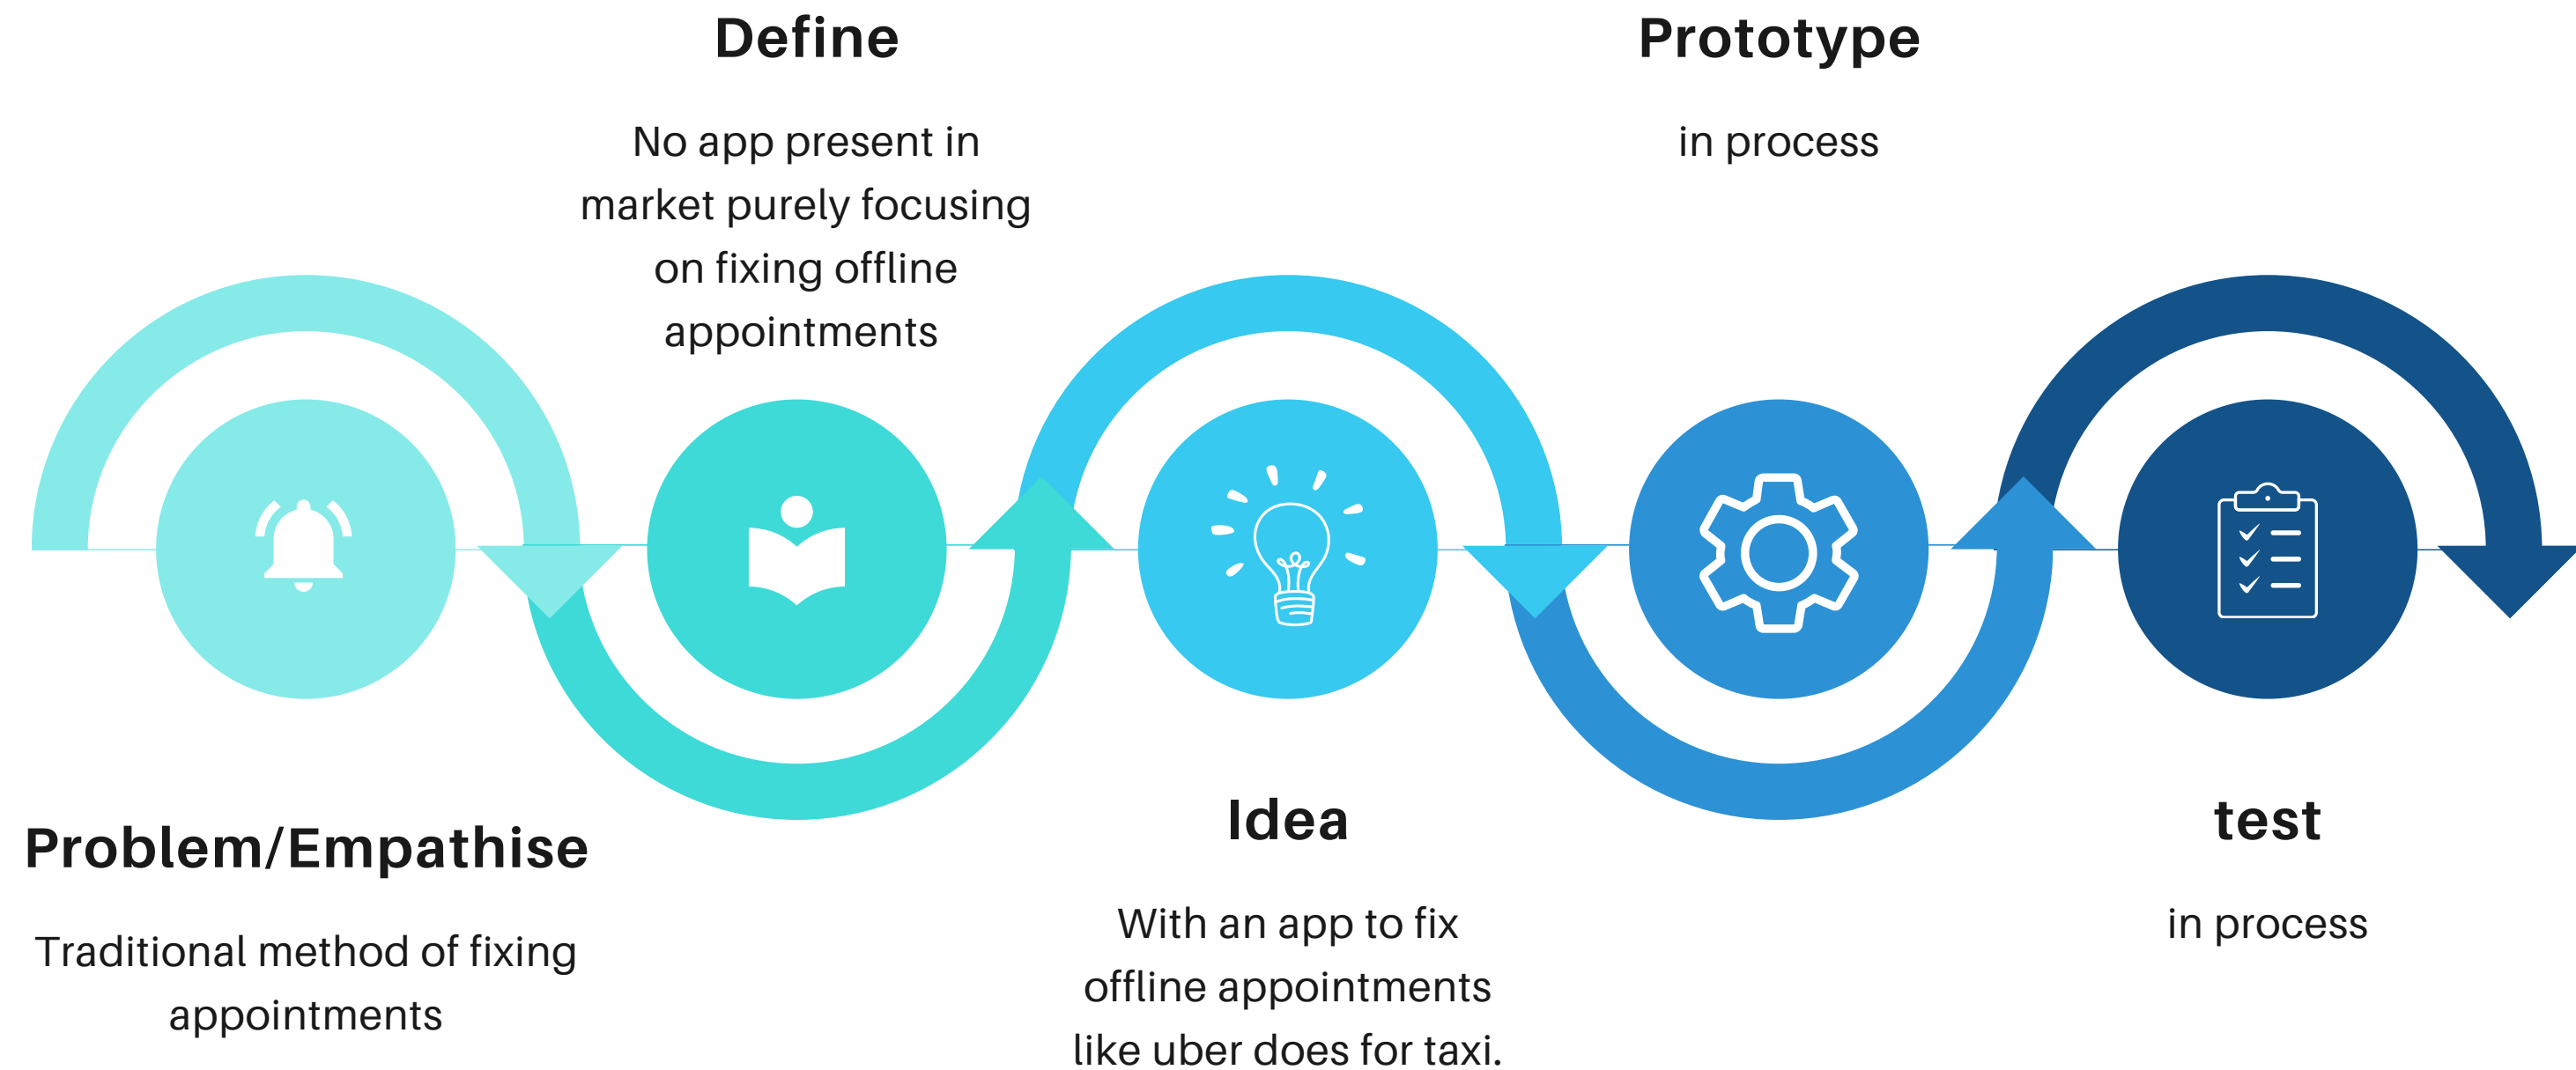 Problem/Empathise
Traditional method of fixing
appointments
Define
No app present in
market purely focusing
on fixing offline
appointments
Idea
With an app to fix
offline appointments
like uber does for taxi.
Prototype
in process
test
in process